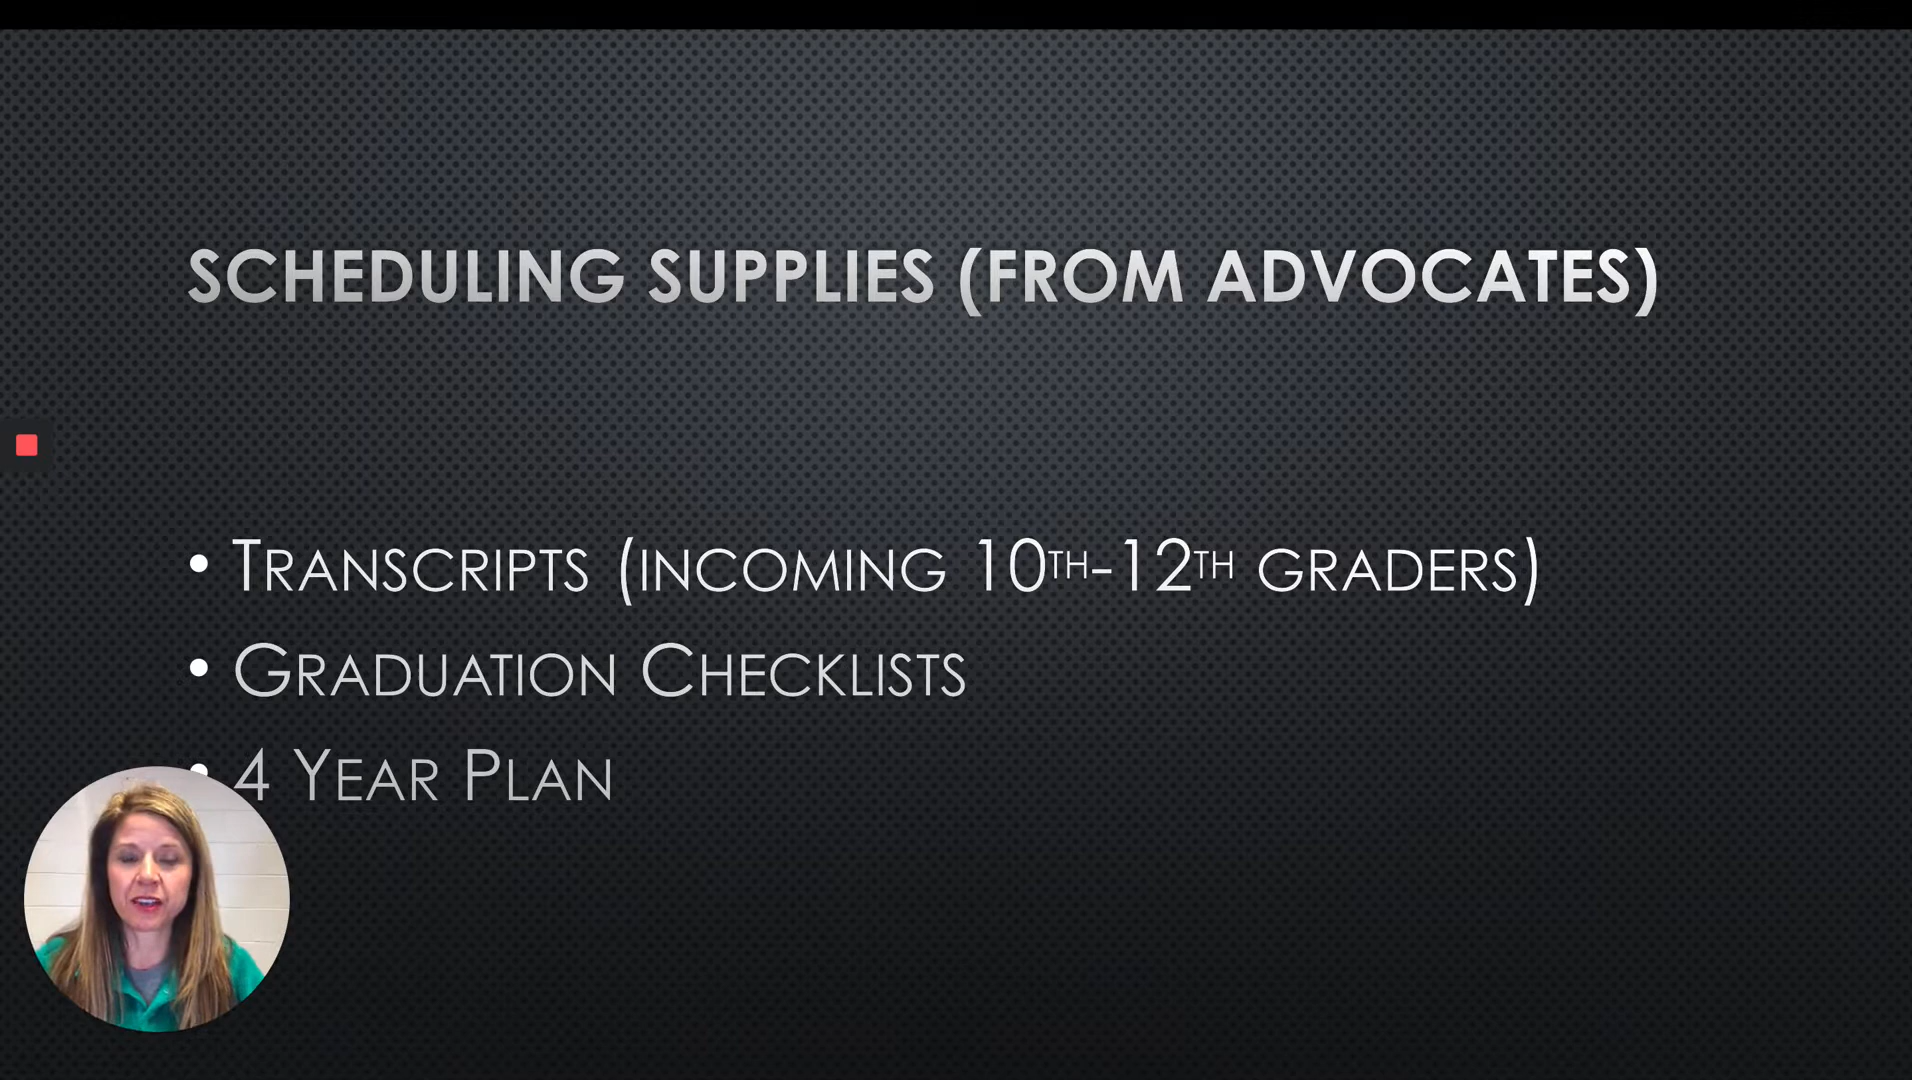 SCHEDULING SUPPLIES (FROM ADVOCATES)
• TRANSCRIPTS (INCOMING 10TH-12TH GRADERS)
• GRADUATION CHECKLISTS
• 4 YEAR PLAN